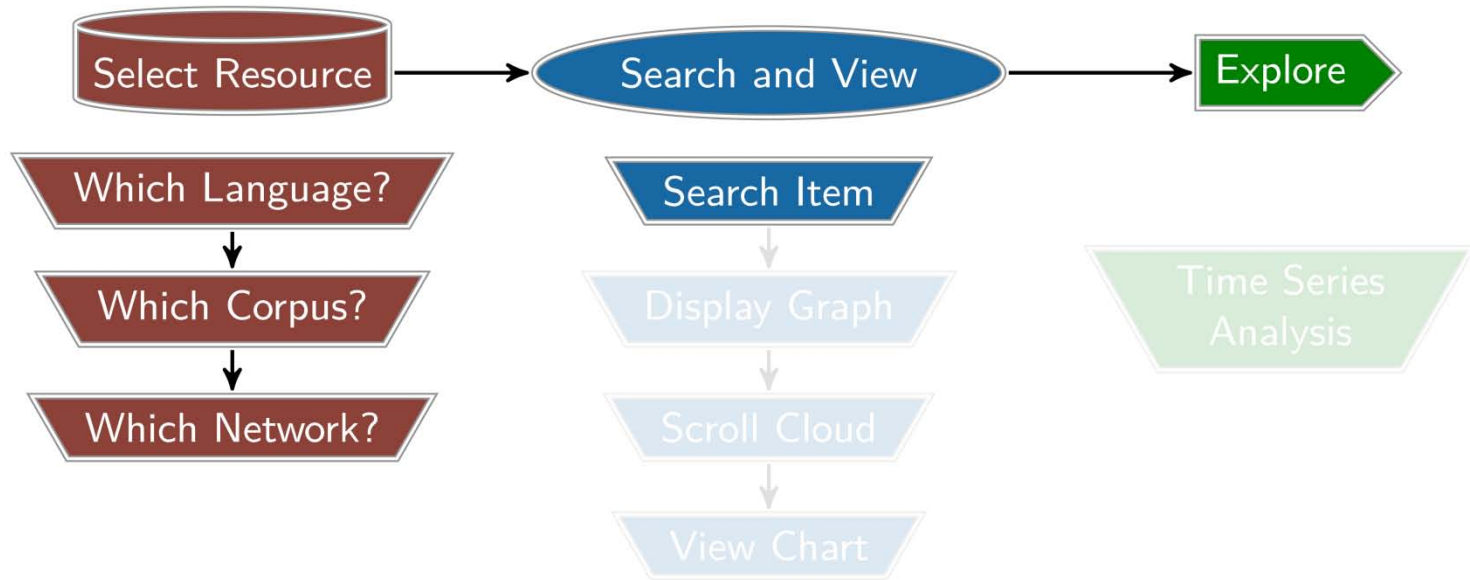 Select Resource
Search and View
Explore
Which Language?
Which Corpus?
Which Network?
Search Item
Display Graph
Scroll Cloud
View Chart
Time Series
Analysis